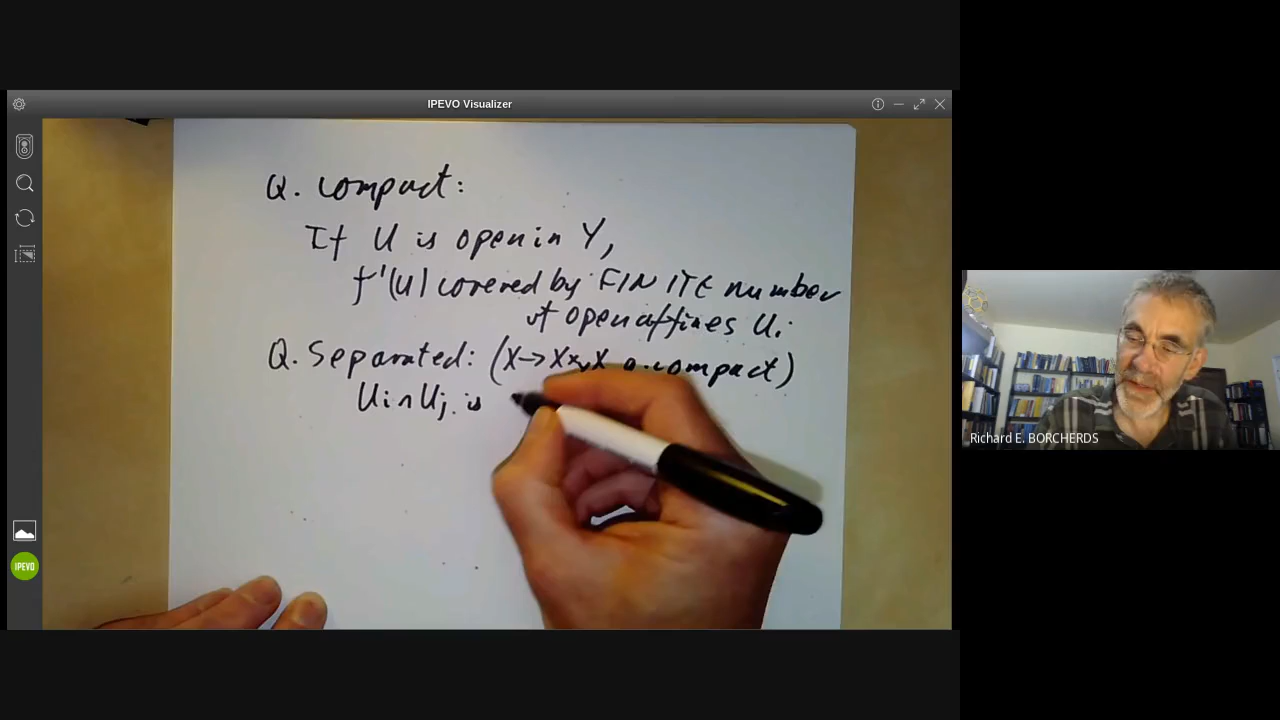 IPEVO Visualizer
Q. compact:
If U is open in Y,
f⁻¹(U) covered by FINITE number
of open affines Ui
Q. Separated: (X→X×X q.compact)
Ui∩Uj is
IPEVO
Richard E. BORCHERDS